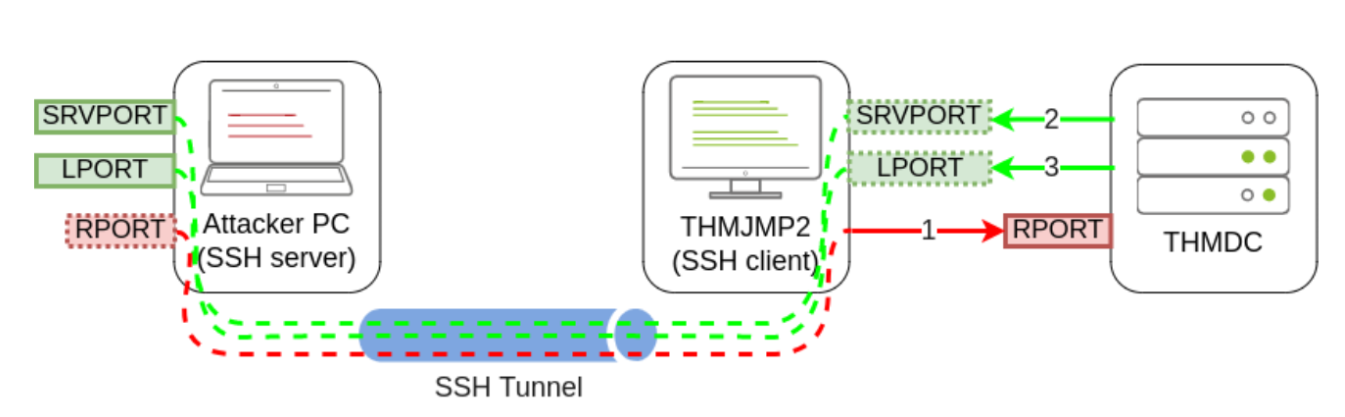 SRVPORT
LPORT
RPORT
Attacker PC
(SSH server)
THMJMP2
(SSH client)
SRVPORT
LPORT
2
3
1
RPORT
THMDC
SSH Tunnel